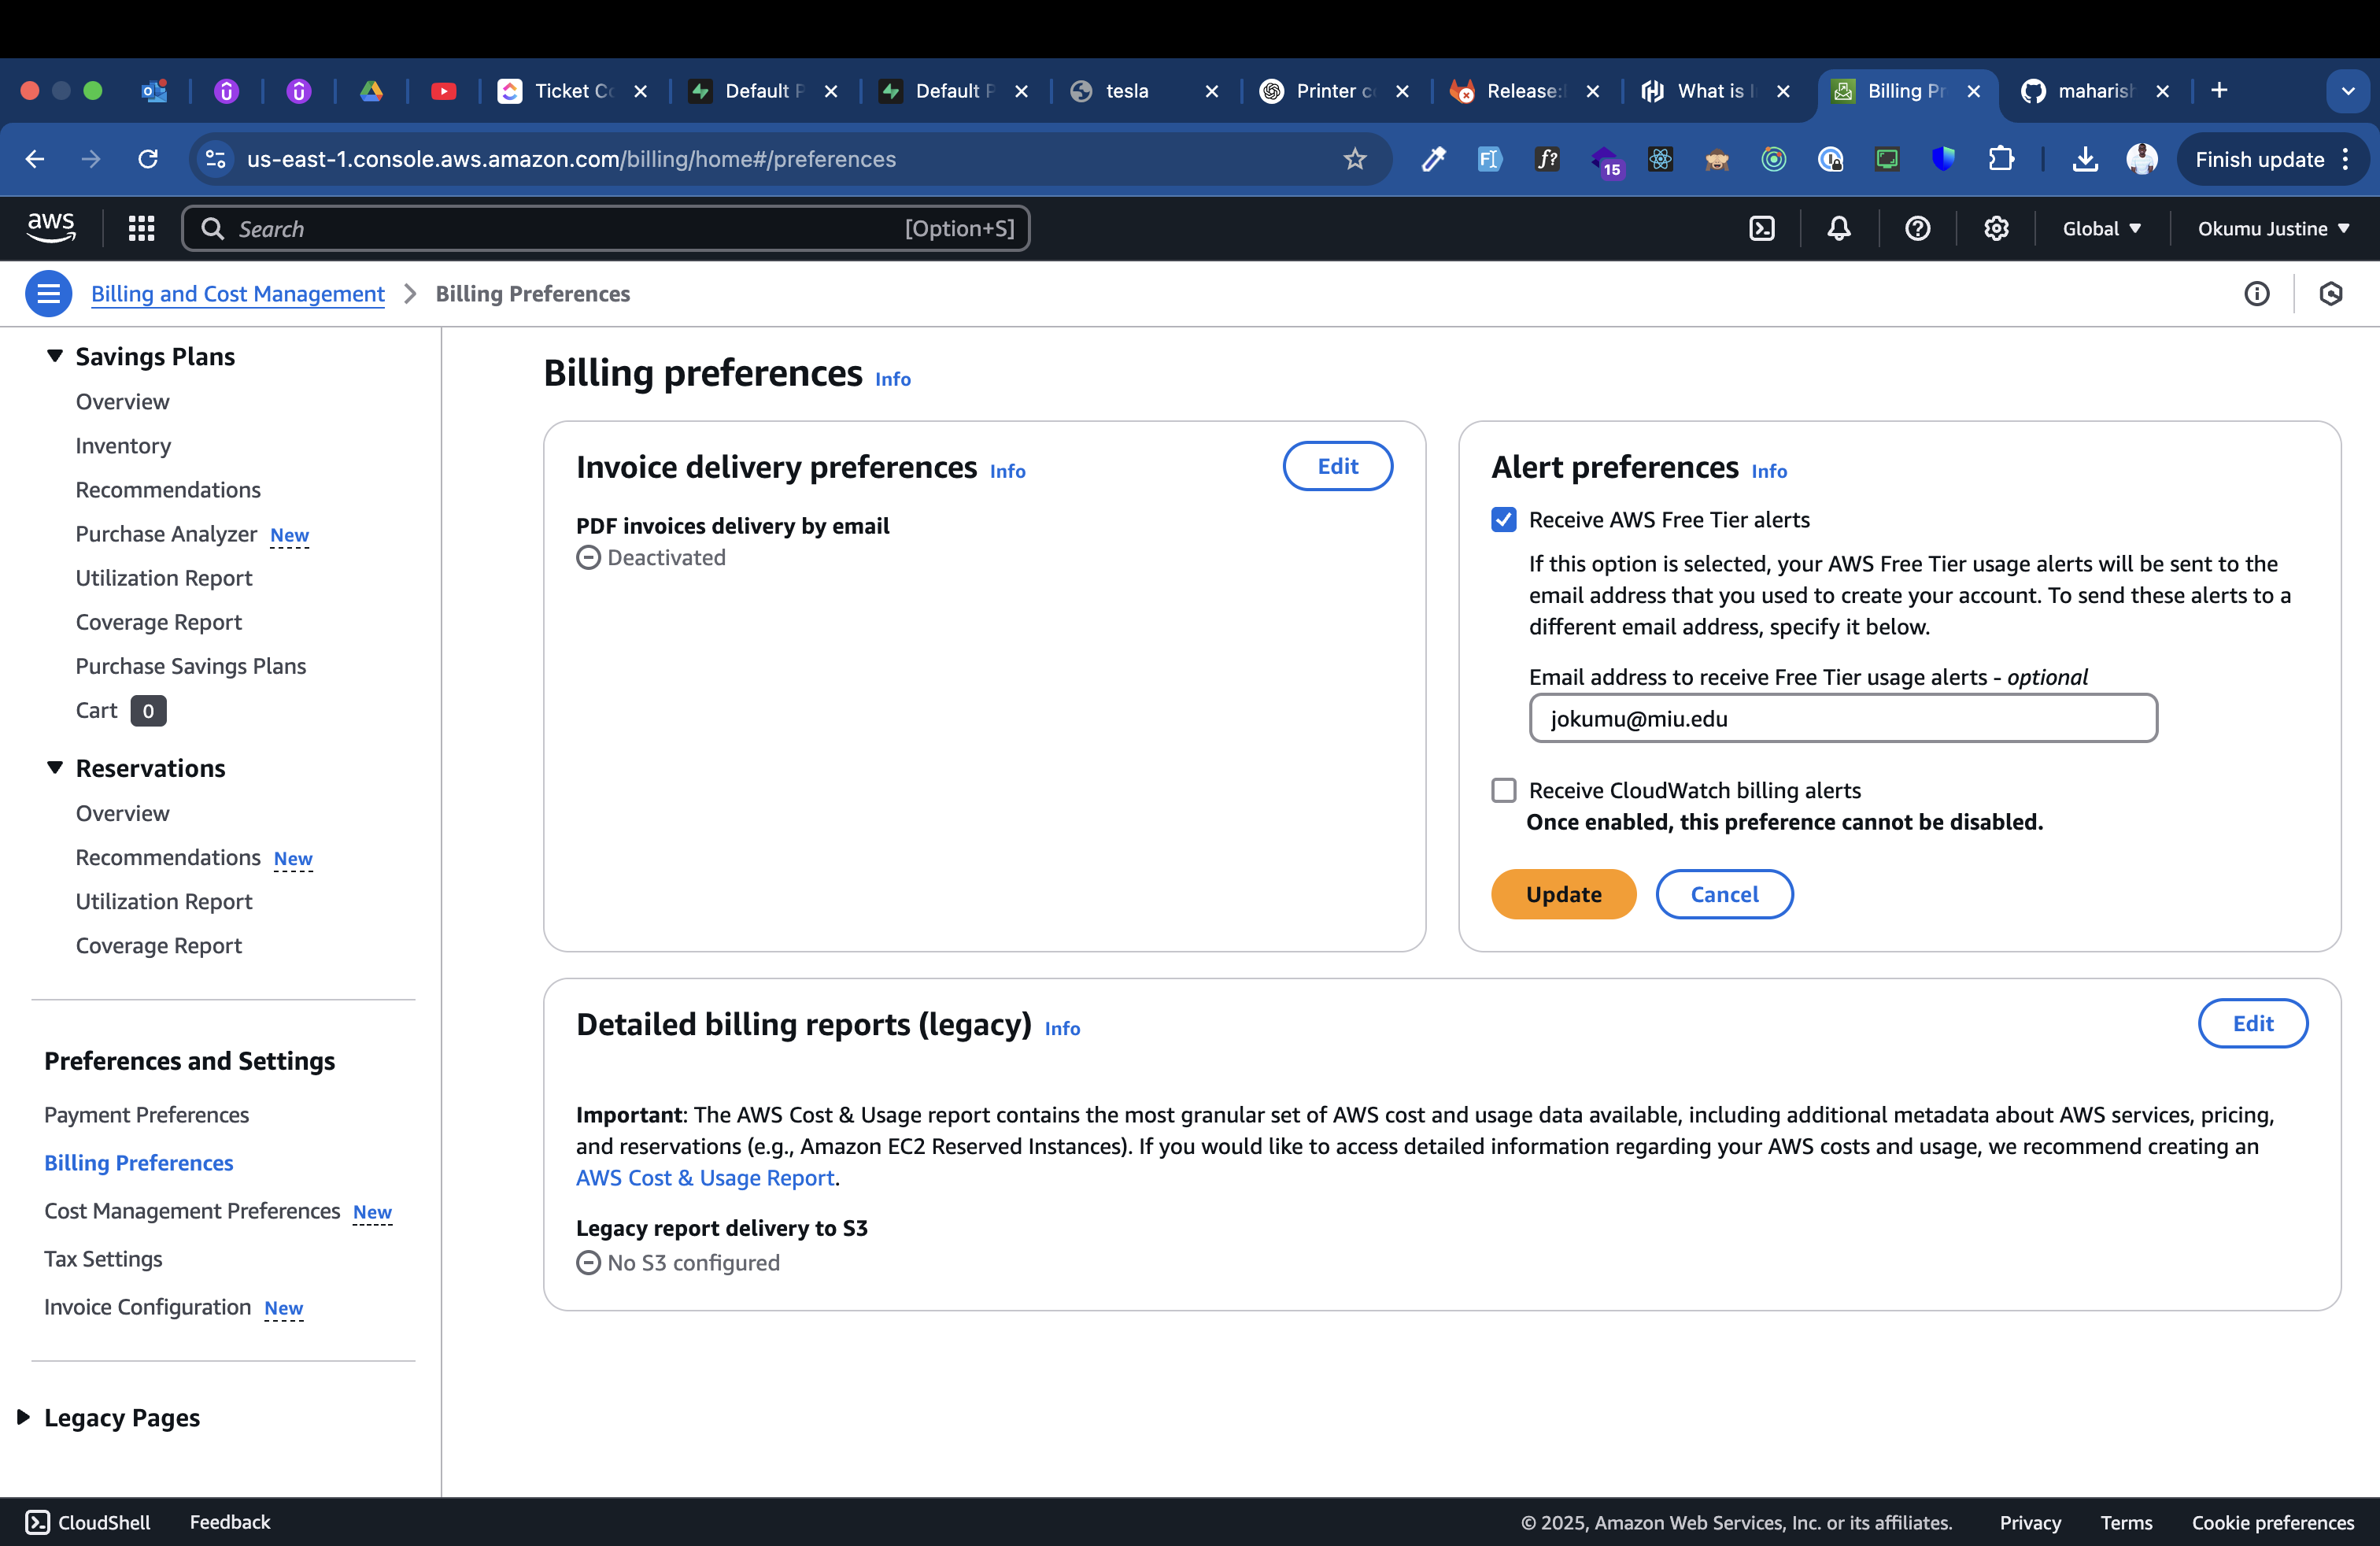 Ticket Co
Default P
Default P
tesla
Printer c
Release:
What is I
Billing Pr
maharish
us-east-1.console.aws.amazon.com/billing/home#/preferences
15
Finish update
aws
Search
[Option+S]
Global
Okumu Justine
Billing and Cost Management
Billing Preferences
Savings Plans
Overview
Inventory
Recommendations
Purchase Analyzer New
Utilization Report
Coverage Report
Purchase Savings Plans
Cart 0
Reservations
Overview
Recommendations New
Utilization Report
Coverage Report
Preferences and Settings
Payment Preferences
Billing Preferences
Cost Management Preferences New
Tax Settings
Invoice Configuration New
Legacy Pages
Billing preferences Info
Invoice delivery preferences Info
Edit
PDF invoices delivery by email
Deactivated
Alert preferences Info
Receive AWS Free Tier alerts
If this option is selected, your AWS Free Tier usage alerts will be sent to the
email address that you used to create your account. To send these alerts to a
different email address, specify it below.
Email address to receive Free Tier usage alerts - optional
jokumu@miu.edu
Receive CloudWatch billing alerts
Once enabled, this preference cannot be disabled.
Update
Cancel
Detailed billing reports (legacy) Info
Edit
Important: The AWS Cost & Usage report contains the most granular set of AWS cost and usage data available, including additional metadata about AWS services, pricing,
and reservations (e.g., Amazon EC2 Reserved Instances). If you would like to access detailed information regarding your AWS costs and usage, we recommend creating an
AWS Cost & Usage Report.
Legacy report delivery to S3
No S3 configured
CloudShell
Feedback
© 2025, Amazon Web Services, Inc. or its affiliates.
Privacy
Terms
Cookie preferences